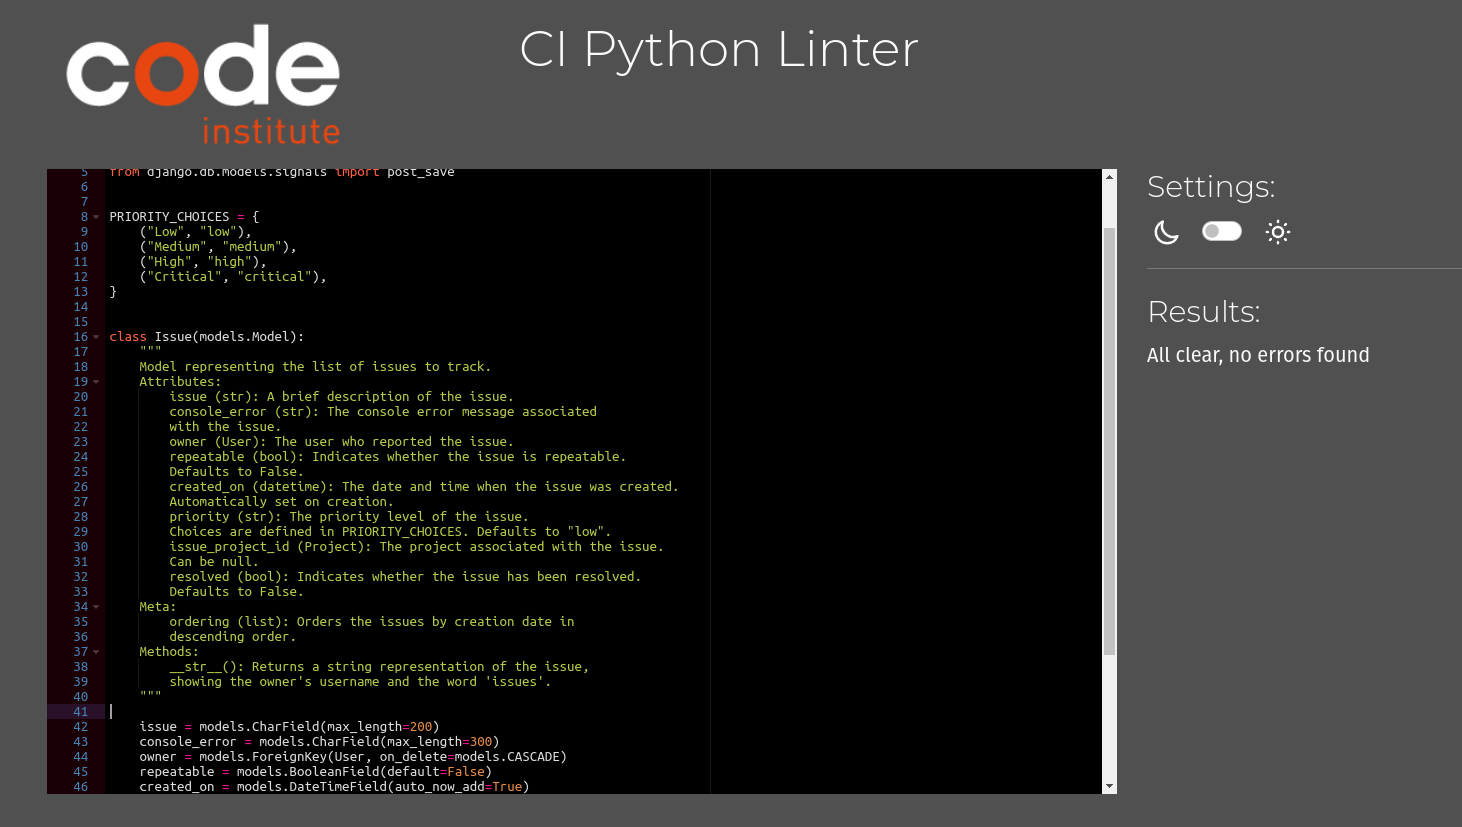 code
institute
CI Python Linter
5 from django.db.models.signals import post_save
6
7
8 PRIORITY_CHOICES = {
9     ("Low", "low"),
10     ("Medium", "medium"),
11     ("High", "high"),
12     ("Critical", "critical"),
13 }
14
15
16 class Issue(models.Model):
17     """
18     Model representing the list of issues to track.
19     Attributes:
20         issue (str): A brief description of the issue.
21         console_error (str): The console error message associated
22         with the issue.
23         owner (User): The user who reported the issue.
24         repeatable (bool): Indicates whether the issue is repeatable.
25         Defaults to False.
26         created_on (datetime): The date and time when the issue was created.
27         Automatically set on creation.
28         priority (str): The priority level of the issue.
29         Choices are defined in PRIORITY_CHOICES. Defaults to "low".
30         issue_project_id (Project): The project associated with the issue.
31         Can be null.
32         resolved (bool): Indicates whether the issue has been resolved.
33         Defaults to False.
34     Meta:
35         ordering (list): Orders the issues by creation date in
36         descending order.
37     Methods:
38         __str__(): Returns a string representation of the issue,
39         showing the owner's username and the word 'issues'.
40     """
41
42     issue = models.CharField(max_length=200)
43     console_error = models.CharField(max_length=300)
44     owner = models.ForeignKey(User, on_delete=models.CASCADE)
45     repeatable = models.BooleanField(default=False)
46     created_on = models.DateTimeField(auto_now_add=True)
Settings:
Results:
All clear, no errors found